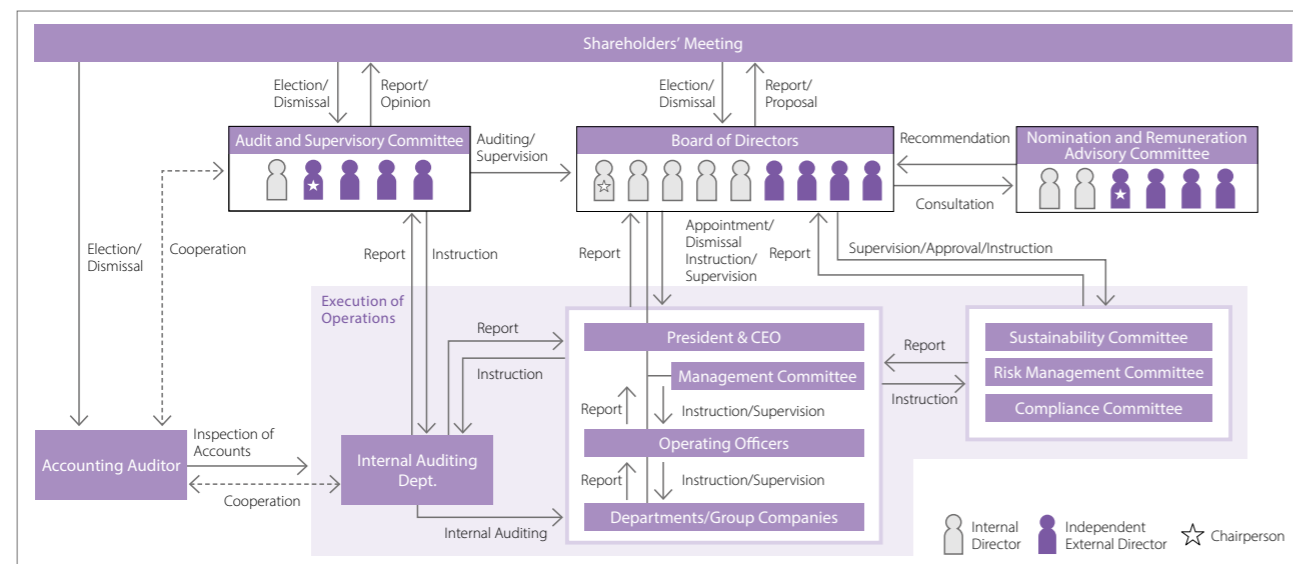 Shareholders' Meeting
Election/
Dismissal
Report/
Opinion
Election/
Dismissal
Report/
Proposal
Audit and Supervisory Committee
Auditing/
Supervision
Board of Directors
Recommendation
Nomination and Remuneration
Advisory Committee
Consultation
Election/
Dismissal
Cooperation
Report
Instruction
Report
Appointment/
Dismissal
Instruction/
Supervision
Report
Supervision/Approval/Instruction
Execution of
Operations
Report
Instruction
President & CEO
Management Committee
Report
Instruction/Supervision
Operating Officers
Report
Instruction/Supervision
Departments/Group Companies
Report
Instruction
Sustainability Committee
Risk Management Committee
Compliance Committee
Accounting Auditor
Inspection of
Accounts
Cooperation
Internal Auditing
Dept.
Internal Auditing
Internal
Director
Independent
External Director
Chairperson